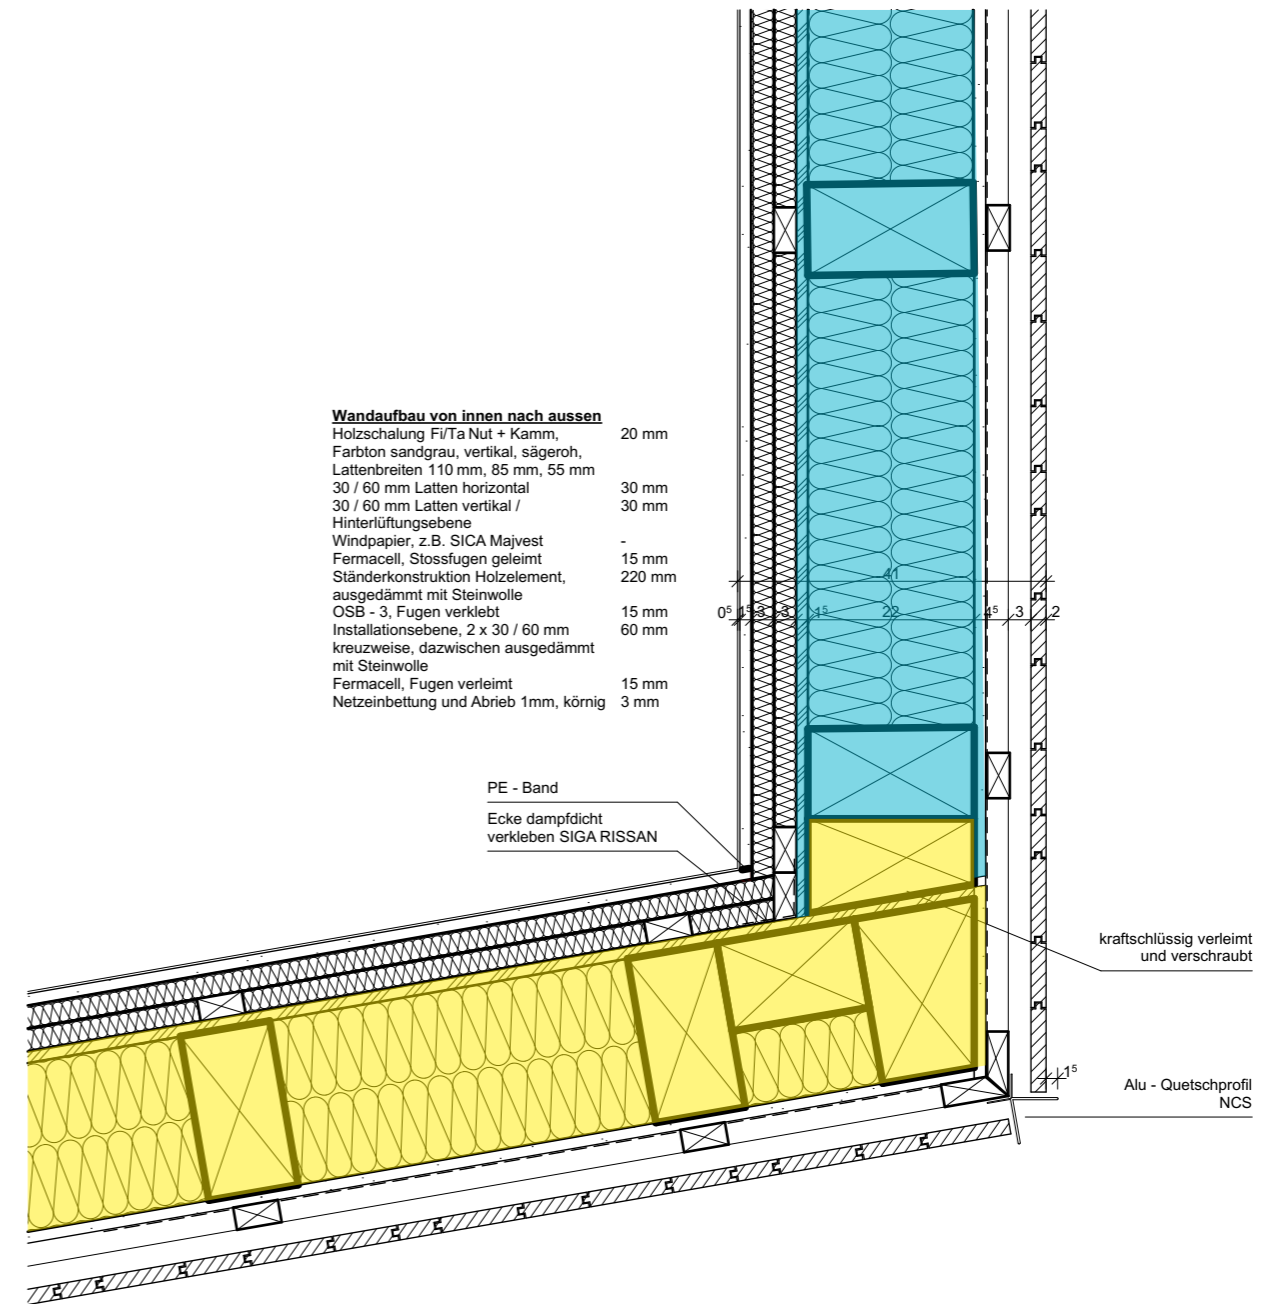 Wandaufbau von innen nach aussen
Holzschalung Fi/Ta Nut + Kamm, 20 mm
Farbton sandgrau, vertikal, sägeroh,
Lattenbreiten 110 mm, 85 mm, 55 mm
30 / 60 mm Latten horizontal 30 mm
30 / 60 mm Latten vertikal / 30 mm
Hinterlüftungsebene
Windpapier, z.B. SICA Majvest -
Fermacell, Stossfugen geleimt 15 mm
Ständerkonstruktion Holzelement, 220 mm
ausgedämmt mit Steinwolle
OSB - 3, Fugen verklebt 15 mm
Installationsebene, 2 x 30 / 60 mm 60 mm
kreuzweise, dazwischen ausgedämmt
mit Steinwolle
Fermacell, Fugen verleimt 15 mm
Netzeinbettung und Abrieb 1mm, körnig 3 mm
41
0⁵ 1⁵ 3 3 1⁵ 22 4⁵ 3 2
PE - Band
Ecke dampfdicht
verkleben SIGA RISSAN
kraftschlüssig verleimt
und verschraubt
1⁵
Alu - Quetschprofil
NCS